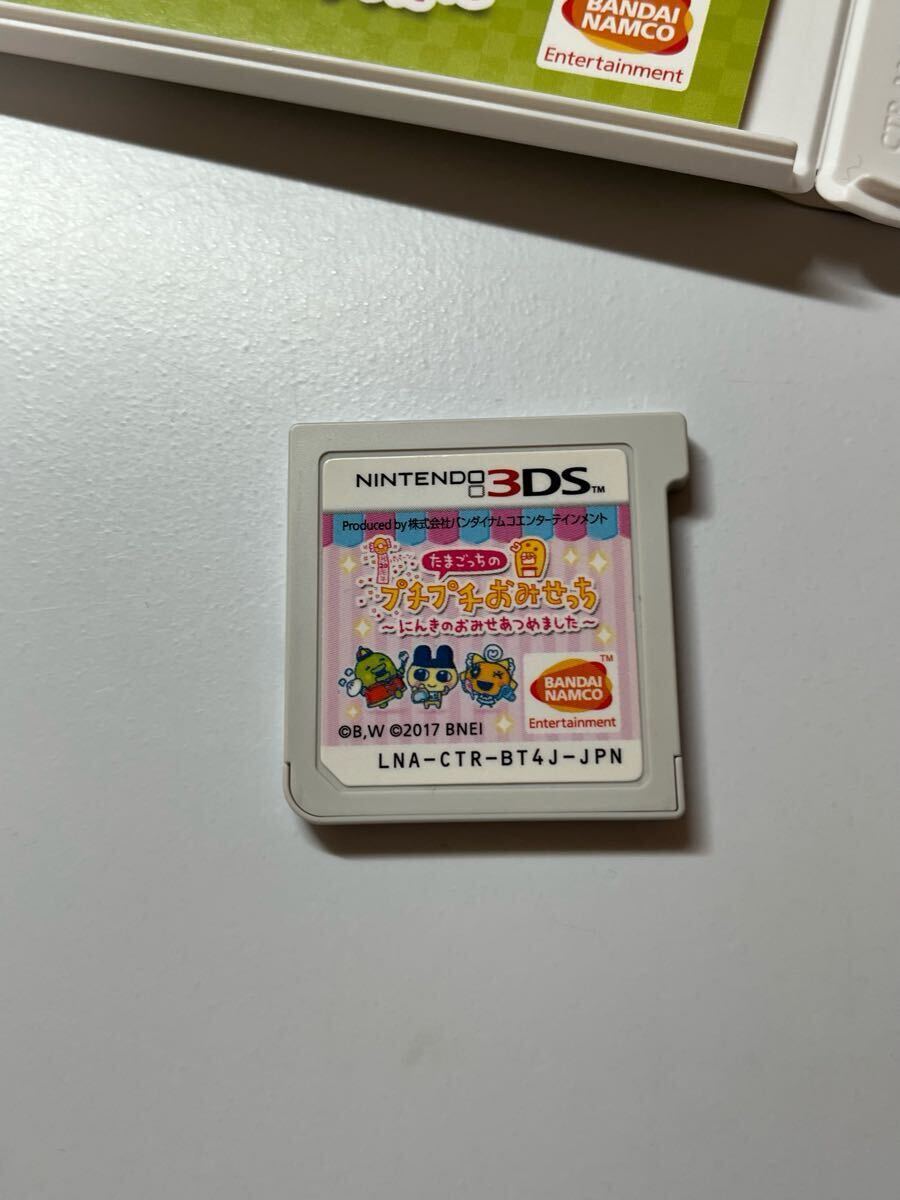 BANDAI
NAMCO
Entertainment
NINTENDO 3DS™
Produced by 株式会社バンダイナムコエンターテインメント
たまごっちの
プチプチおみせっち
～にんきのおみせあつめました～
BANDAI
NAMCO
™
Entertainment
©B,W ©2017 BNEI
LNA-CTR-BT4J-JPN